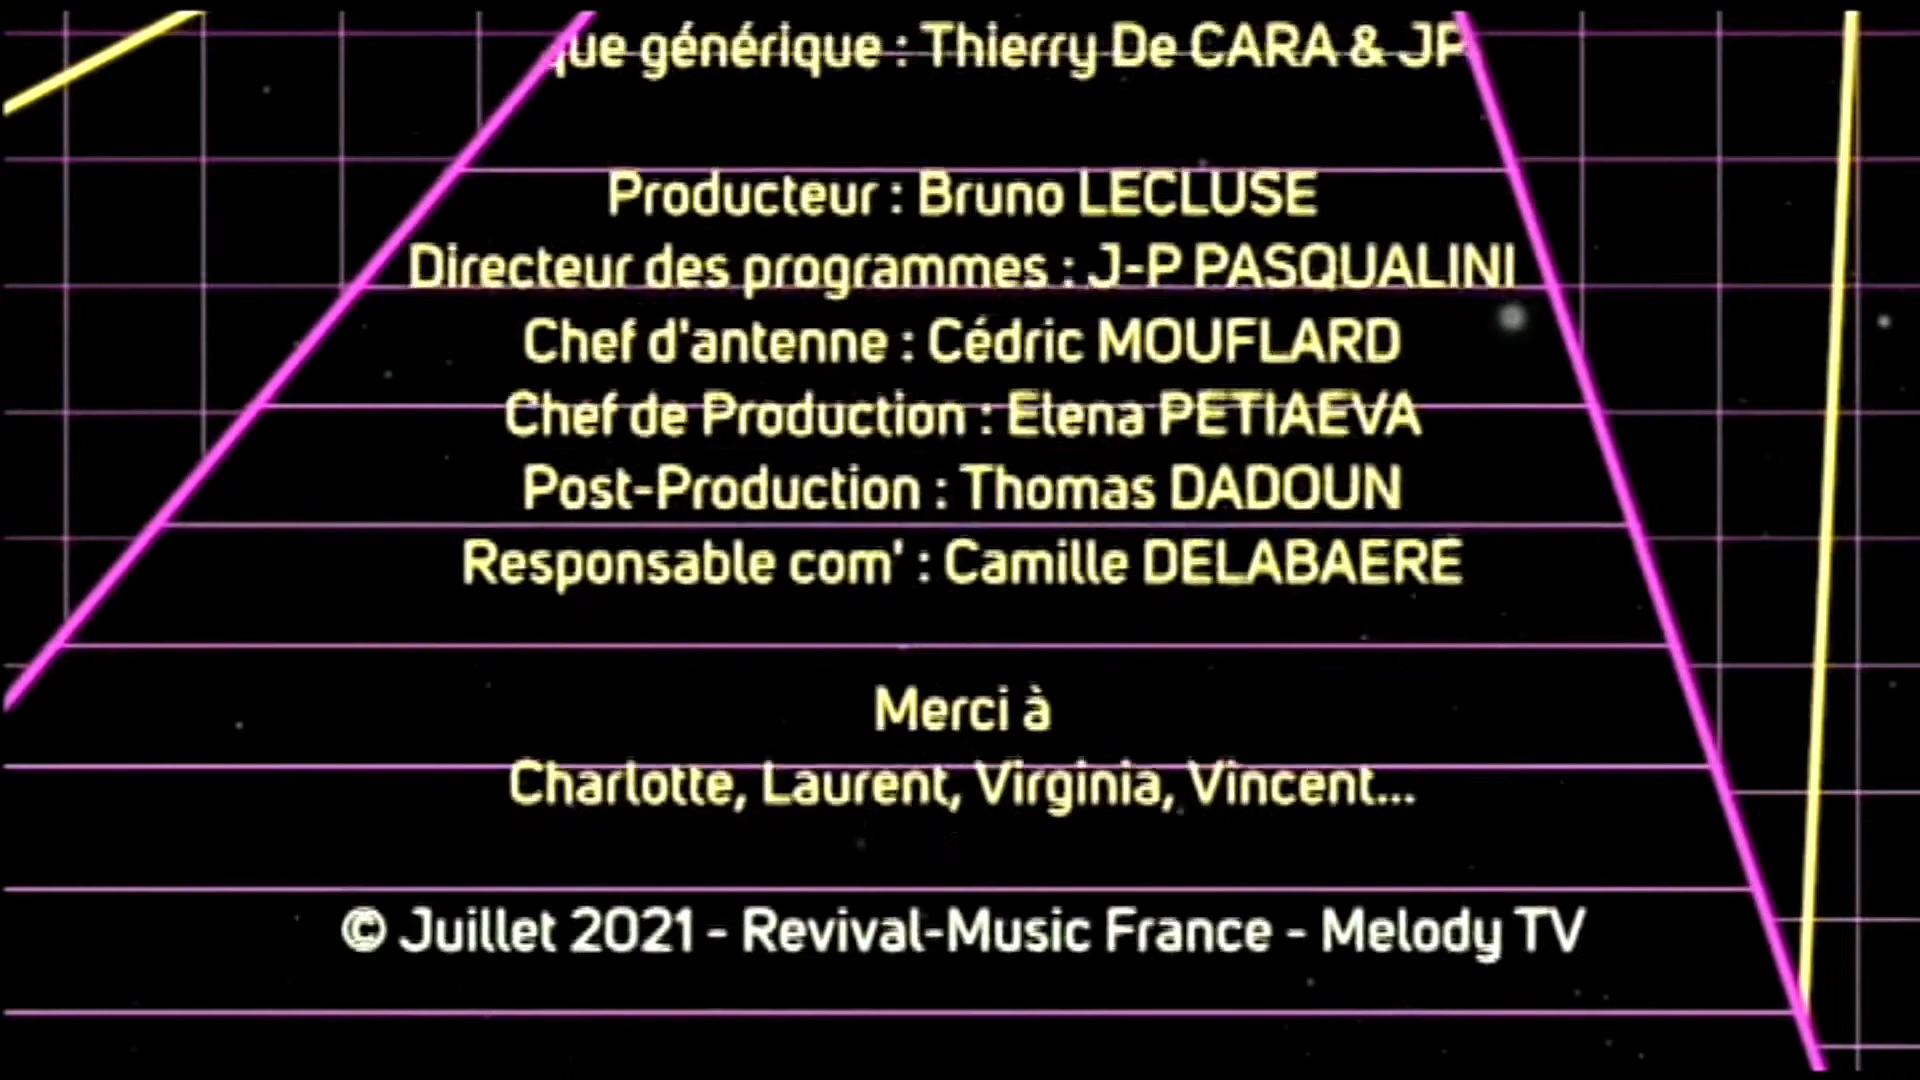 générique : Thierry De CARA & JP
Producteur : Bruno LECLUSE
Directeur des programmes : J-P PASQUALINI
Chef d'antenne : Cédric MOUFLARD
Chef de Production : Elena PETIAEVA
Post-Production : Thomas DADOUN
Responsable com' : Camille DELABAERE
Merci à
Charlotte, Laurent, Virginia, Vincent...
© Juillet 2021 - Revival-Music France - Melody TV